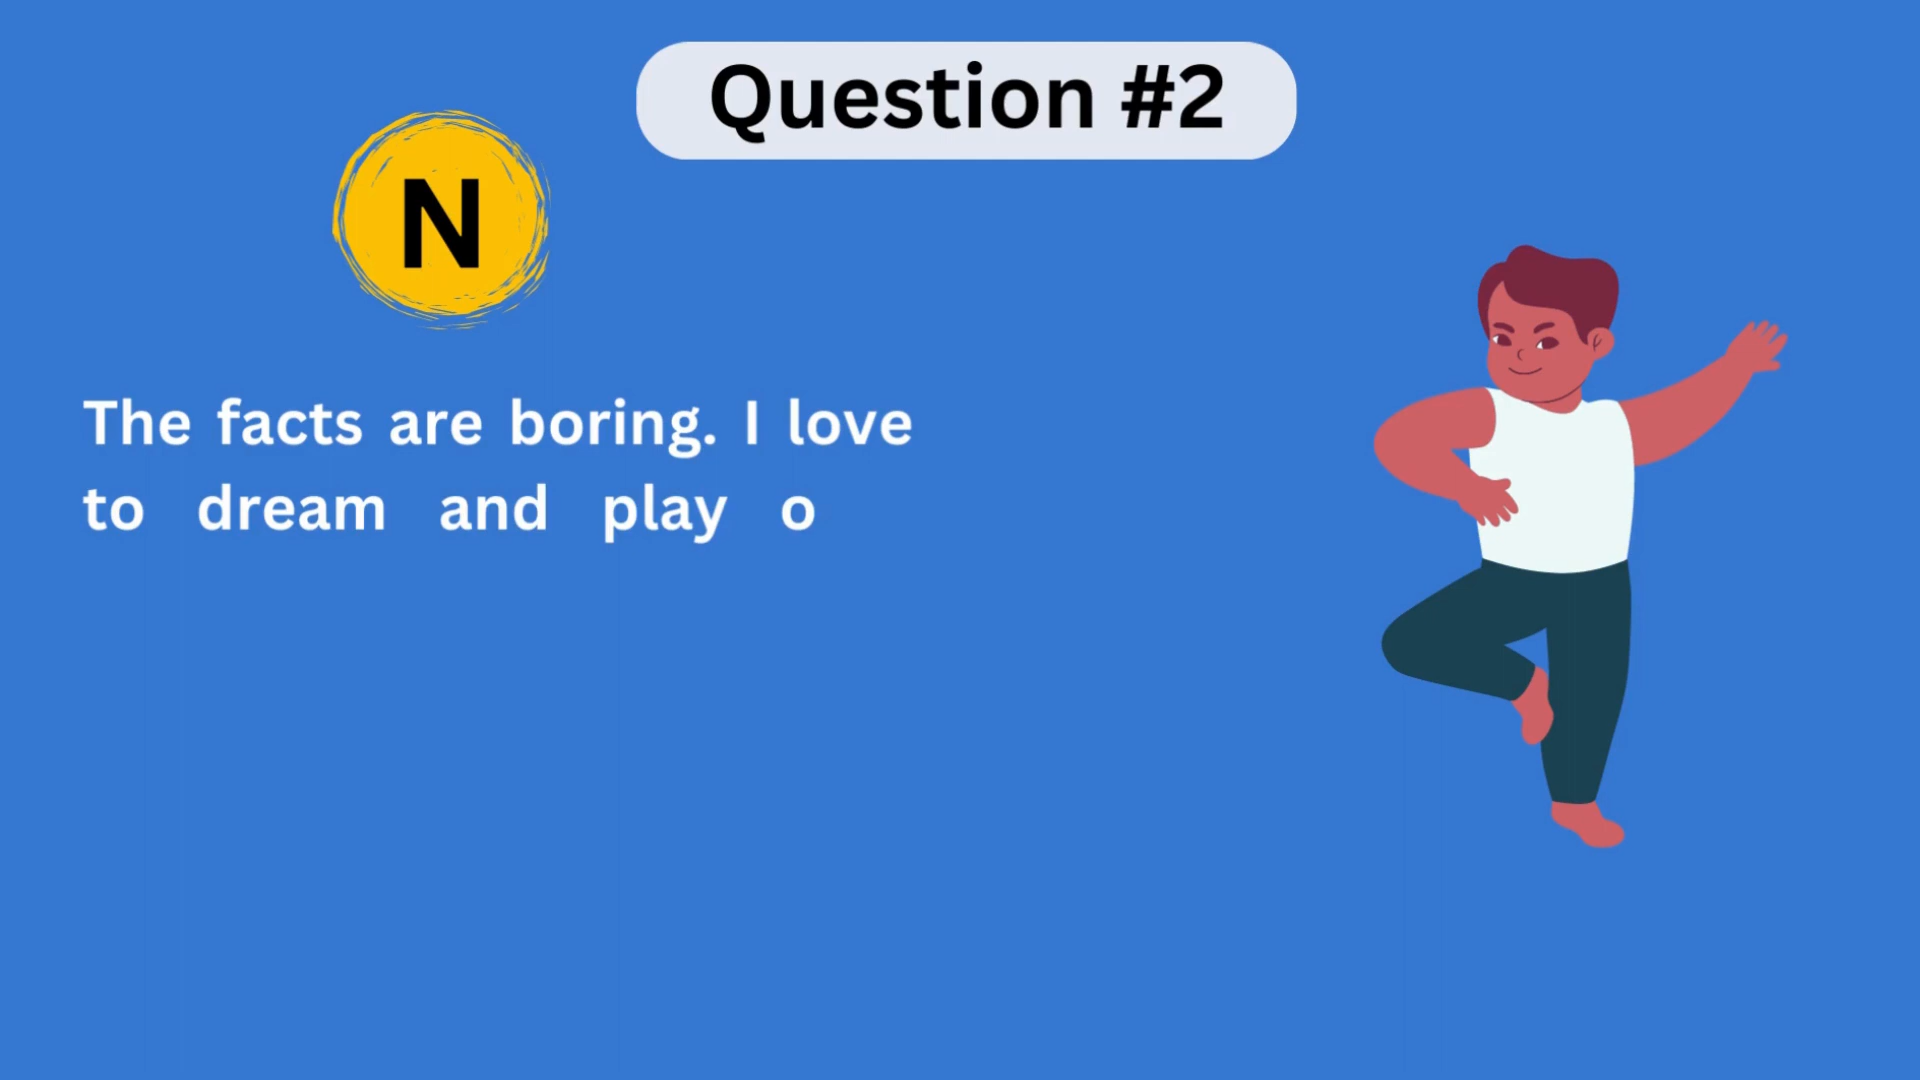 Question #2
N
The facts are boring. I love
to dream and play o